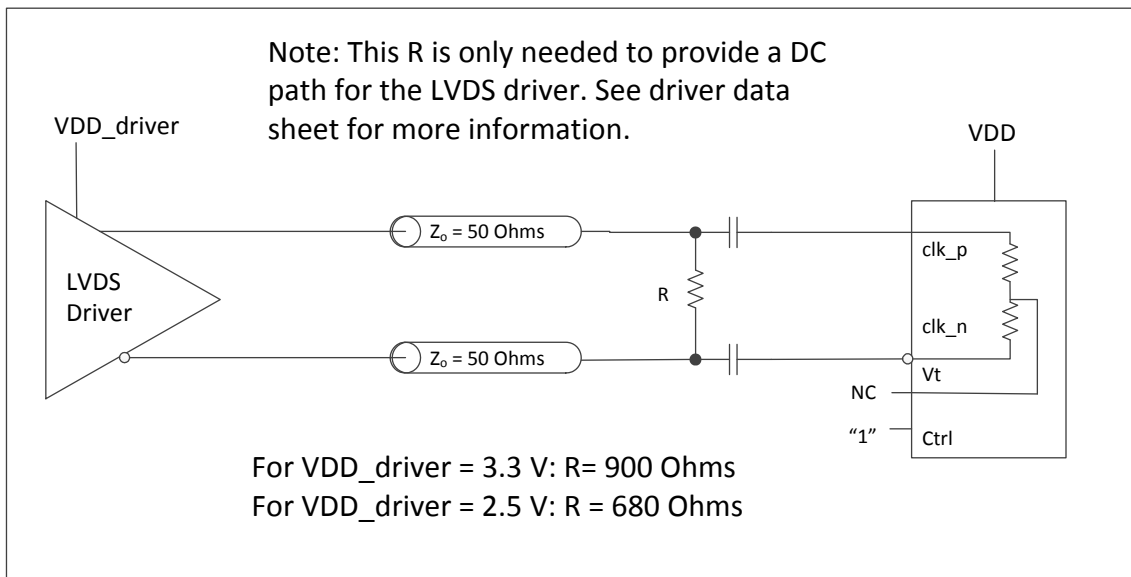 Note: This R is only needed to provide a DC
path for the LVDS driver. See driver data
sheet for more information.
VDD_driver
VDD
Zo = 50 Ohms
clk_p
LVDS
Driver
R
clk_n
Zo = 50 Ohms
Vt
NC
“1”
Ctrl
For VDD_driver = 3.3 V: R= 900 Ohms
For VDD_driver = 2.5 V: R = 680 Ohms